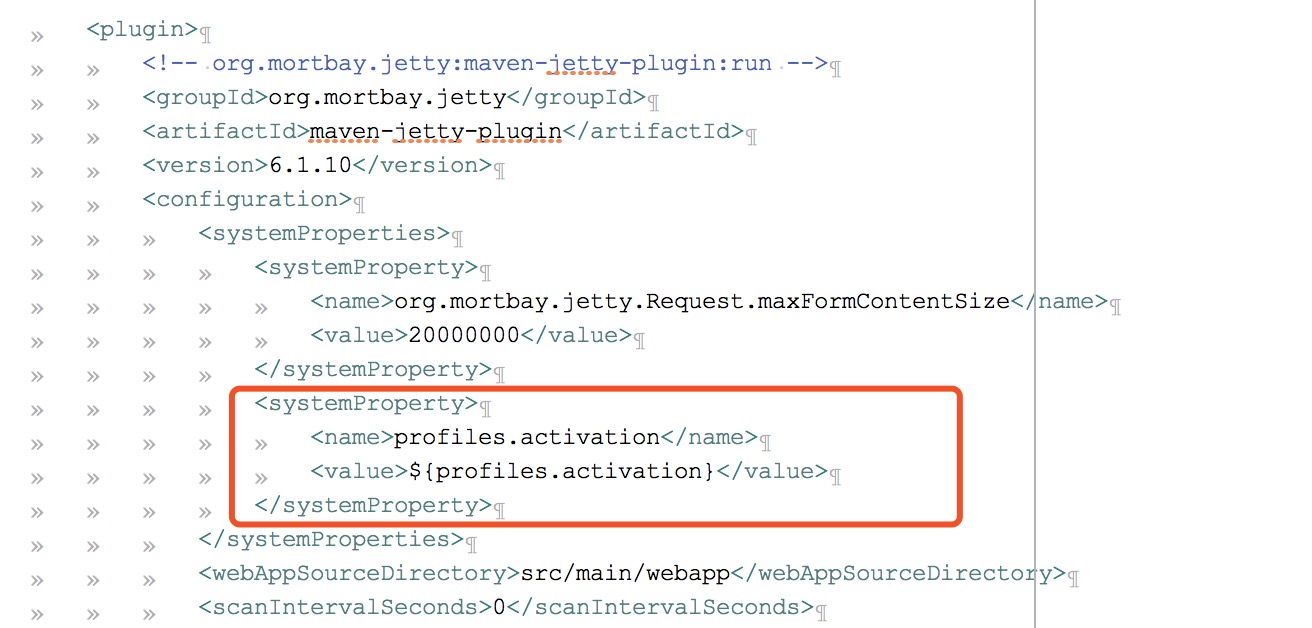 <plugin>
<!-- org.mortbay.jetty:maven-jetty-plugin:run -->
<groupId>org.mortbay.jetty</groupId>
<artifactId>maven-jetty-plugin</artifactId>
<version>6.1.10</version>
<configuration>
<systemProperties>
<systemProperty>
<name>org.mortbay.jetty.Request.maxFormContentSize</name>
<value>20000000</value>
</systemProperty>
<systemProperty>
<name>profiles.activation</name>
<value>${profiles.activation}</value>
</systemProperty>
</systemProperties>
<webAppSourceDirectory>src/main/webapp</webAppSourceDirectory>
<scanIntervalSeconds>0</scanIntervalSeconds>